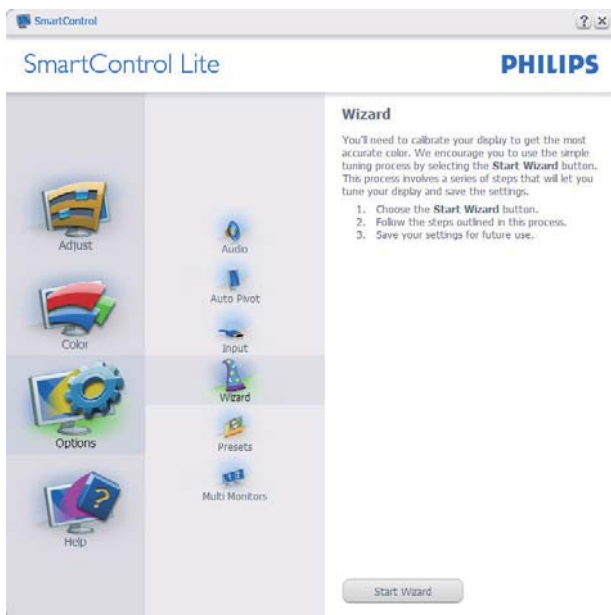 SmartControl
? x
SmartControl Lite
PHILIPS
Adjust
Color
Options
Help
Audio
Auto Pivot
Input
Wizard
Presets
Multi Monitors
Wizard
You'll need to calibrate your display to get the most
accurate color. We encourage you to use the simple
tuning process by selecting the Start Wizard button.
This process involves a series of steps that will let you
tune your display and save the settings.
1. Choose the Start Wizard button.
2. Follow the steps outlined in this process.
3. Save your settings for future use.
Start Wizard